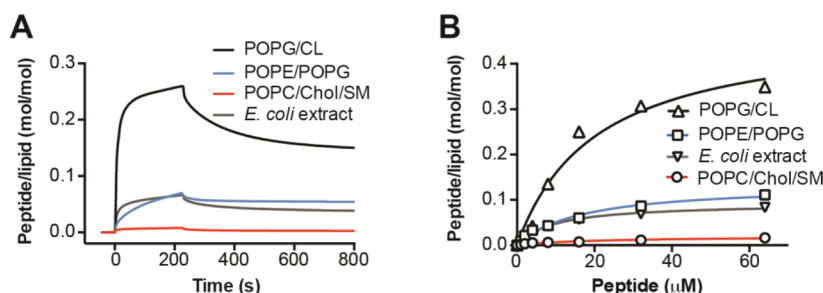 A
Peptide/lipid (mol/mol)
0.3
0.2
0.1
0.0
POPG/CL
POPE/POPG
POPC/Chol/SM
E. coli extract
0
200
400
600
800
Time (s)
B
Peptide/lipid (mol/mol)
0.4
0.3
0.2
0.1
0.0
POPG/CL
POPE/POPG
E. coli extract
POPC/Chol/SM
0
20
40
60
Peptide (μM)